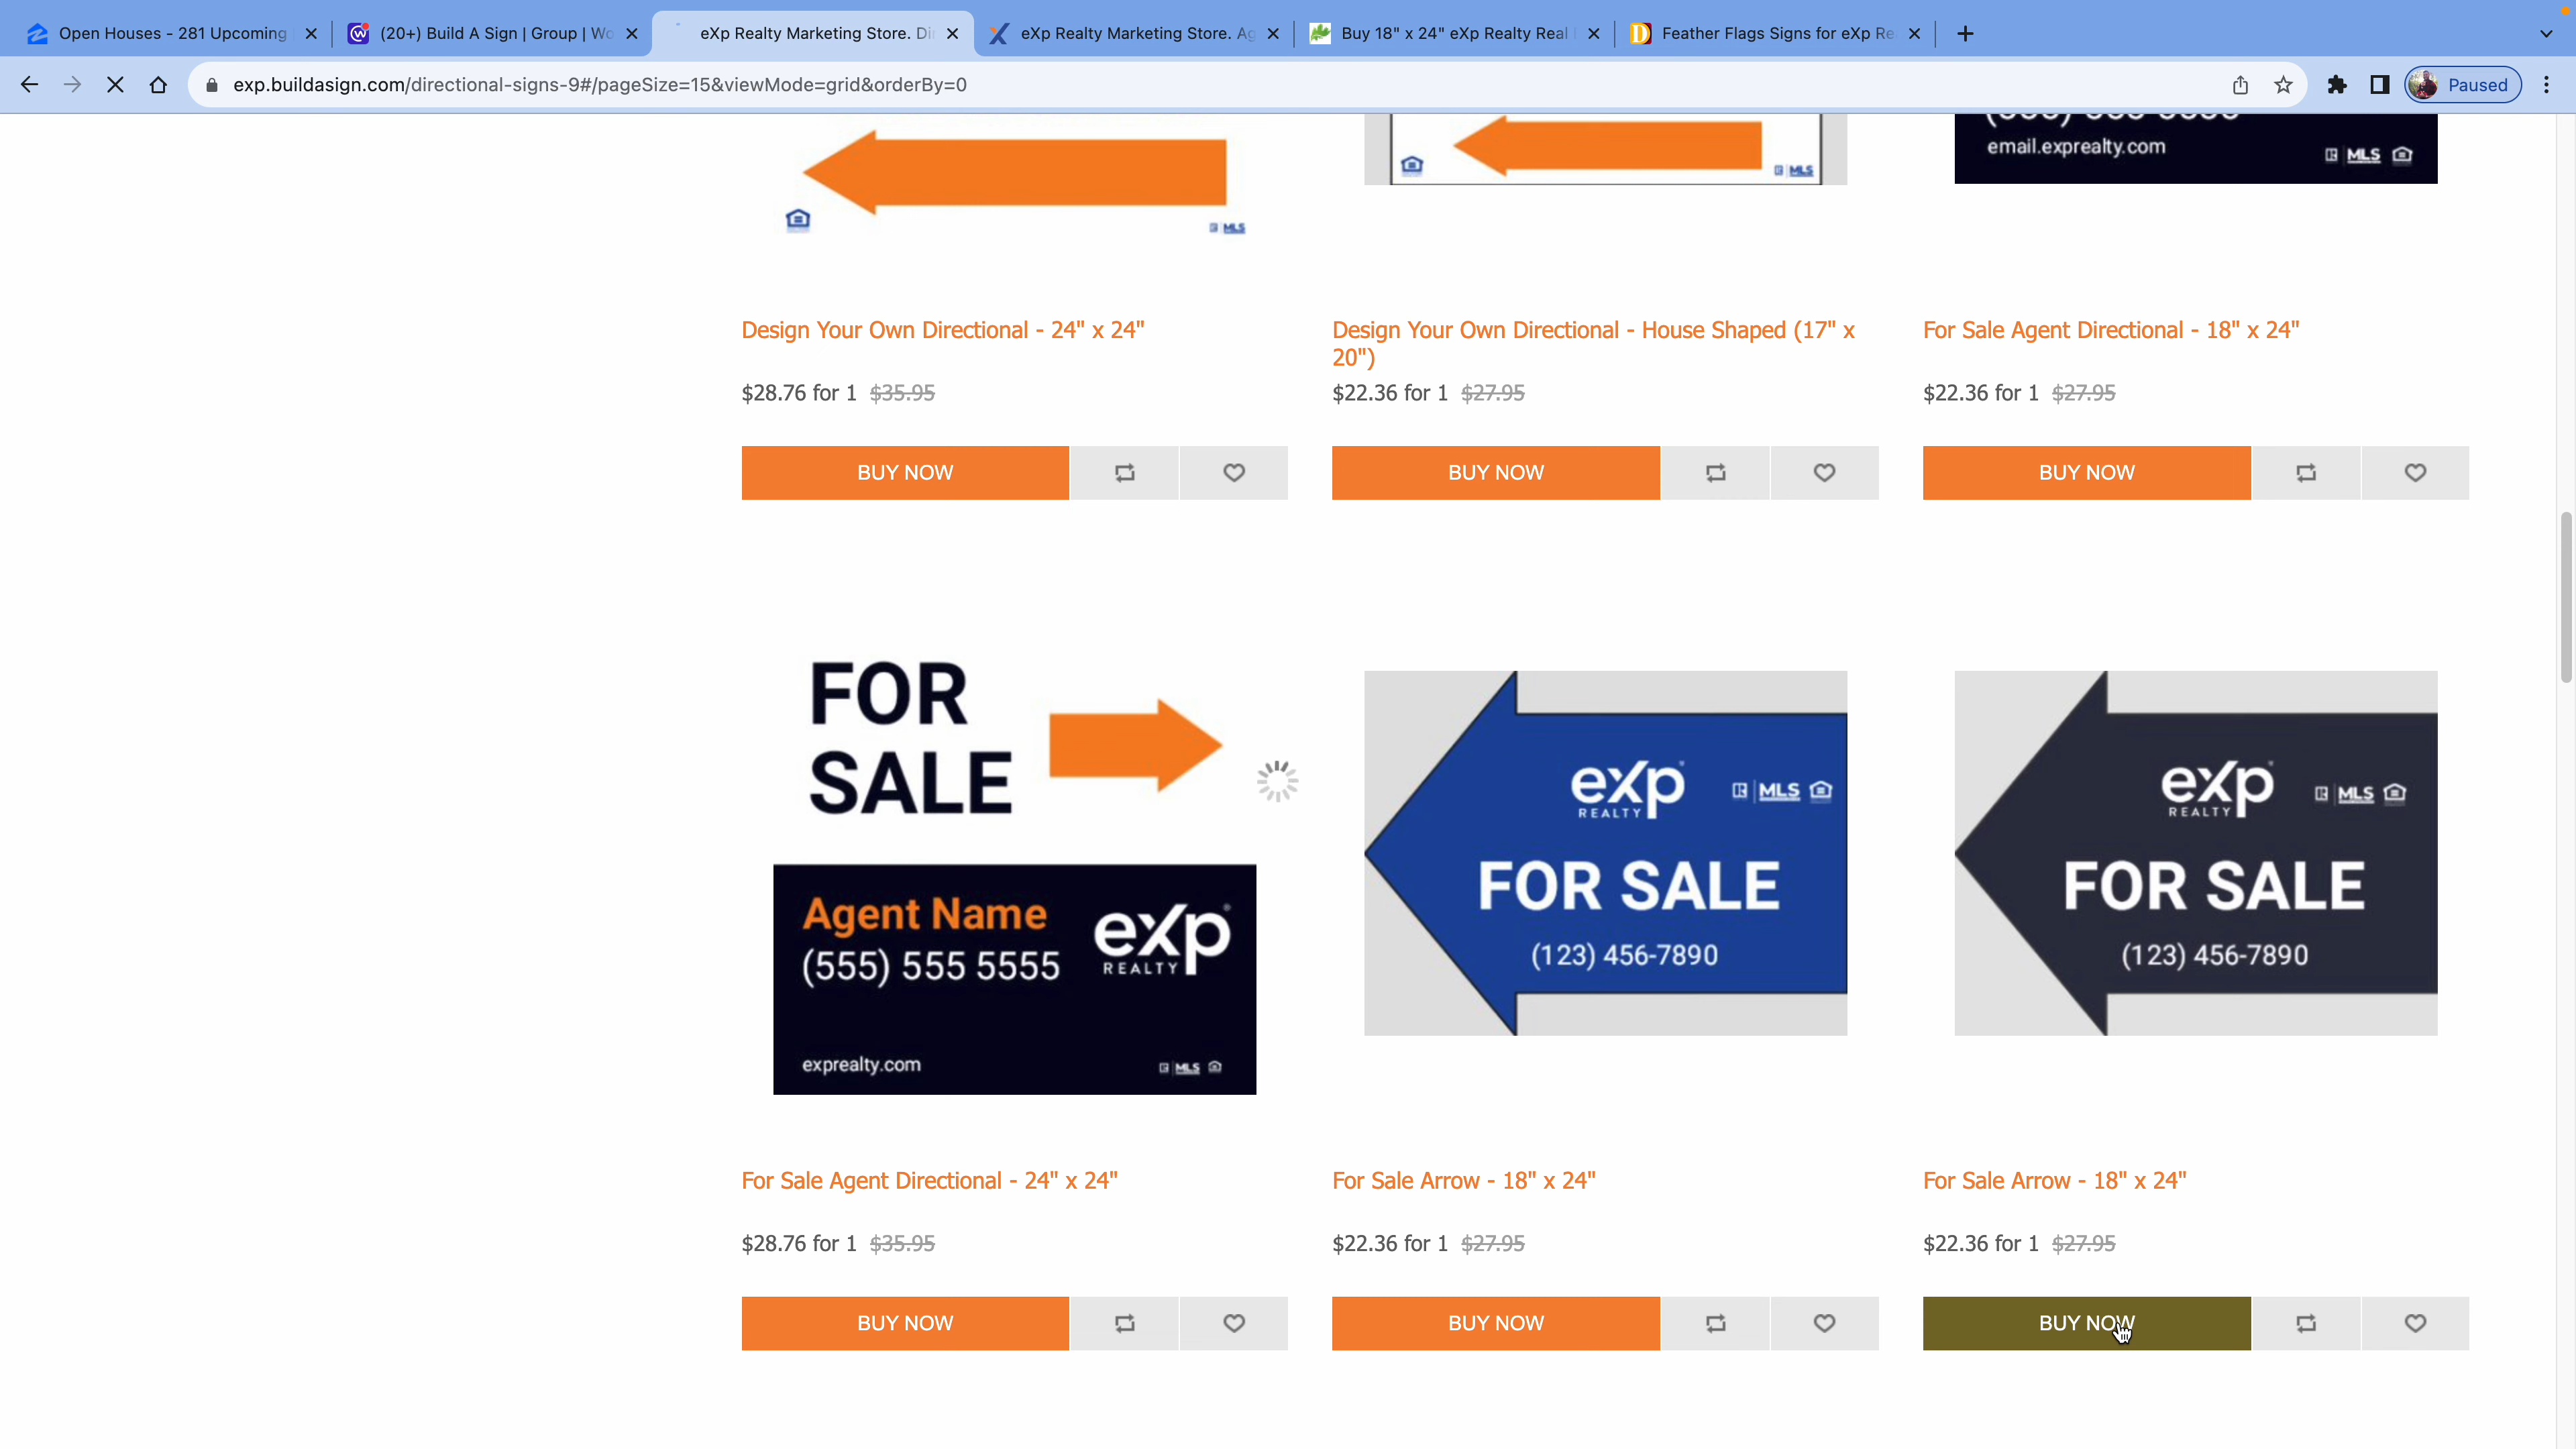 Open Houses - 281 Upcoming
(20+) Build A Sign | Group | Wo
eXp Realty Marketing Store. Di
eXp Realty Marketing Store. Ag
Buy 18" x 24" eXp Realty Real
Feather Flags Signs for eXp Re
exp.buildasign.com/directional-signs-9#/pageSize=15&viewMode=grid&orderBy=0
Paused
MLS
MLS
email.exprealty.com
MLS
Design Your Own Directional - 24" x 24"
$28.76 for 1 $35.95
BUY NOW
Design Your Own Directional - House Shaped (17" x
20")
$22.36 for 1 $27.95
BUY NOW
For Sale Agent Directional - 18" x 24"
$22.36 for 1 $27.95
BUY NOW
FOR
SALE
Agent Name
(555) 555 5555
exp
REALTY
exprealty.com
MLS
For Sale Agent Directional - 24" x 24"
$28.76 for 1 $35.95
BUY NOW
exp
REALTY
MLS
FOR SALE
(123) 456-7890
For Sale Arrow - 18" x 24"
$22.36 for 1 $27.95
BUY NOW
exp
REALTY
MLS
FOR SALE
(123) 456-7890
For Sale Arrow - 18" x 24"
$22.36 for 1 $27.95
BUY NOW